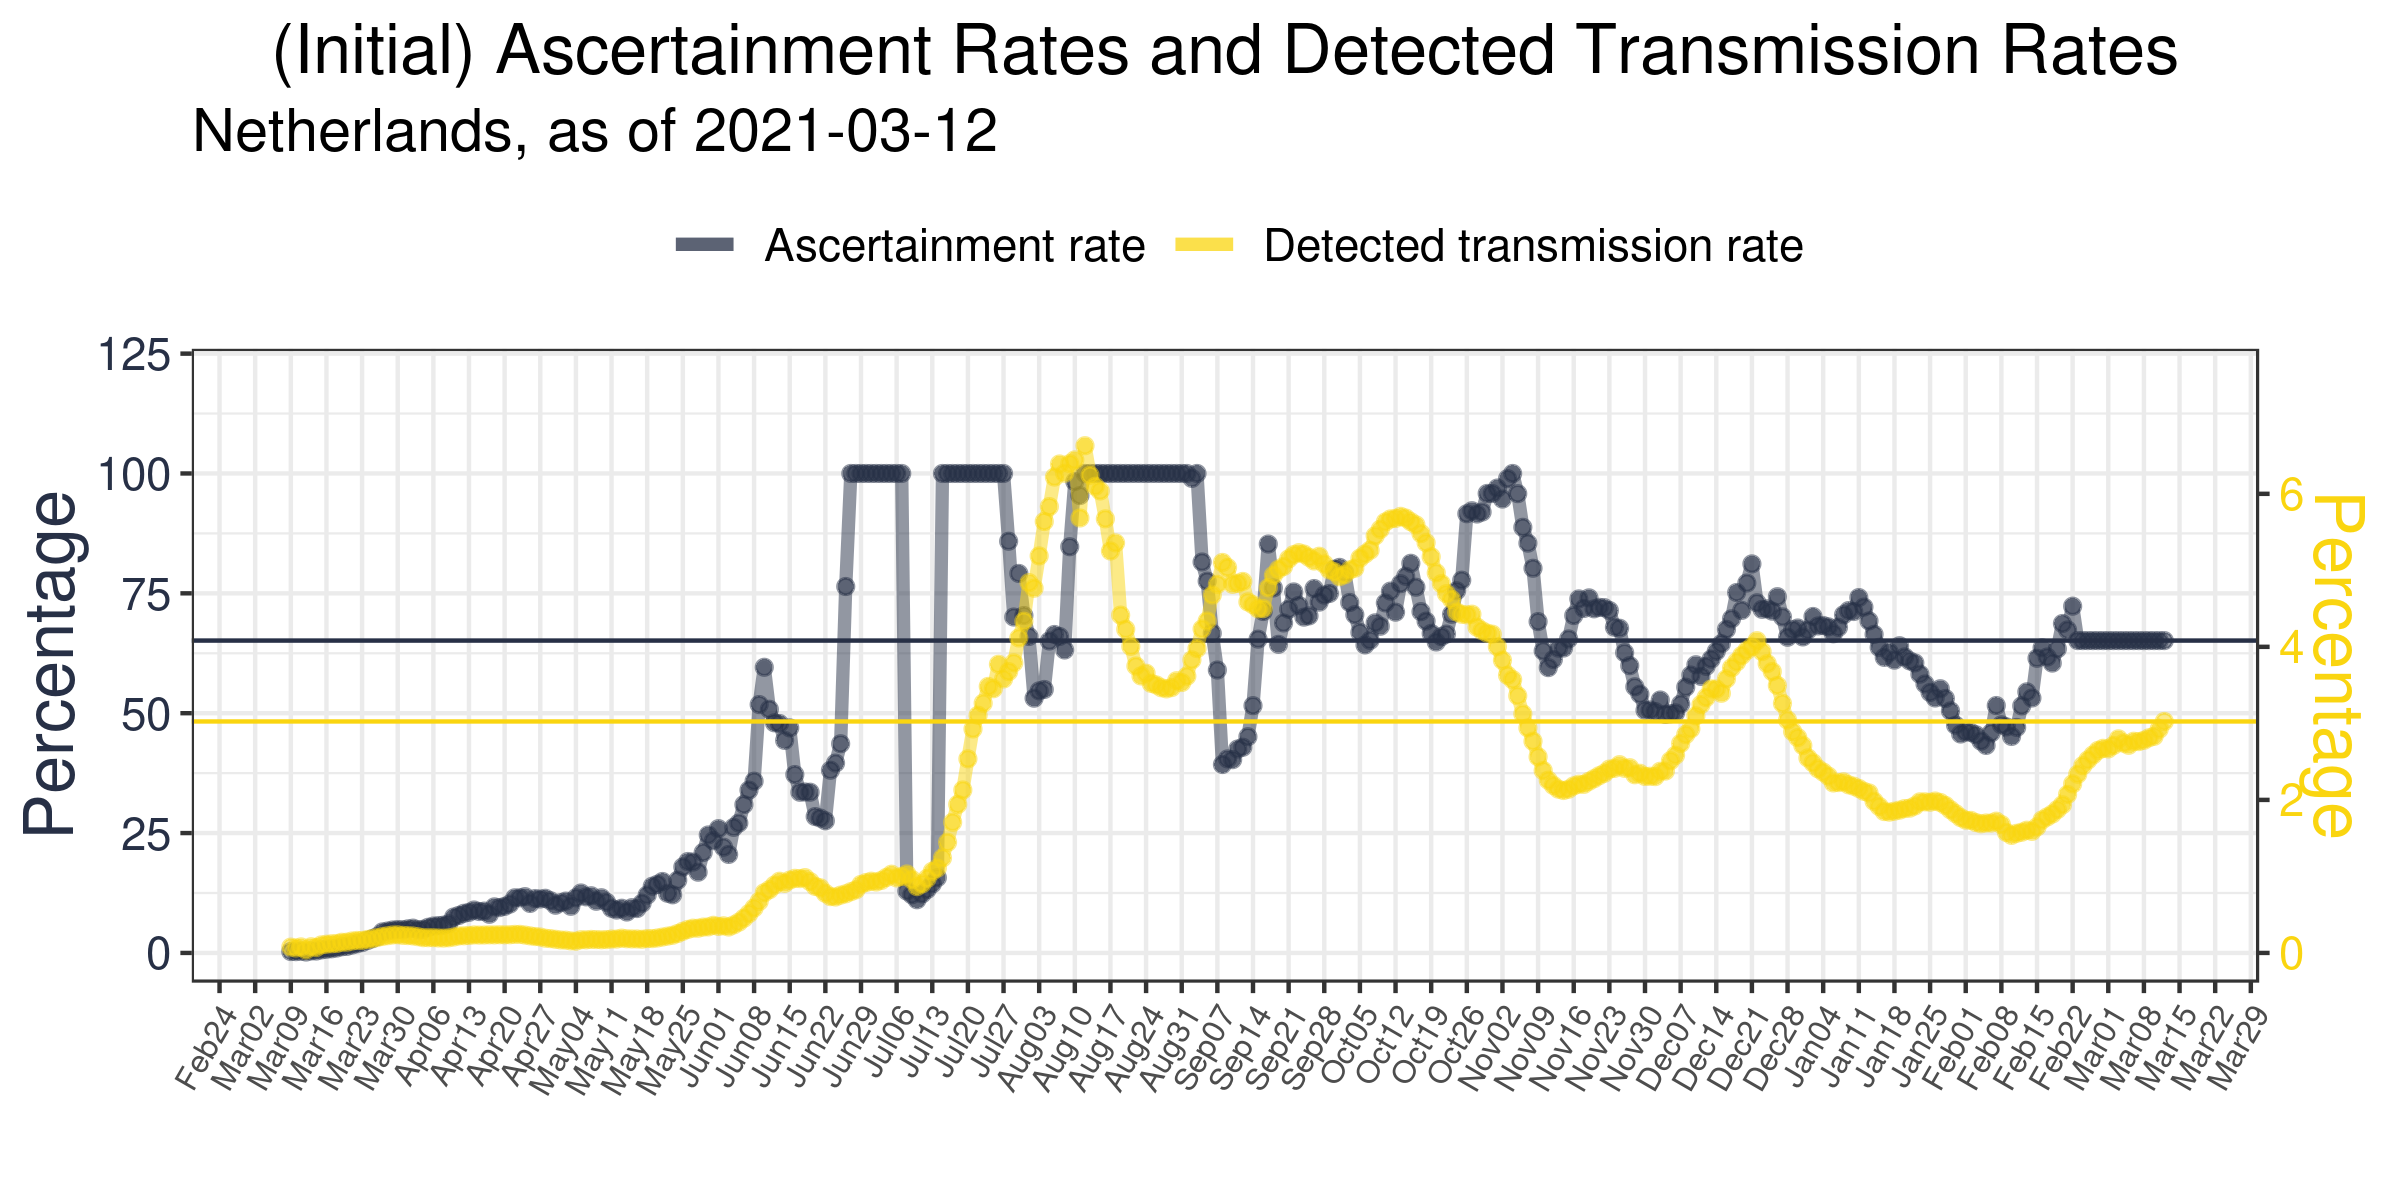 (Initial) Ascertainment Rates and Detected Transmission Rates
Netherlands, as of 2021-03-12
Ascertainment rate
Detected transmission rate
Percentage
125
100
75
50
25
0
6
4
2
0
Percentage
Feb24
Mar02
Mar09
Mar16
Mar23
Mar30
Apr06
Apr13
Apr20
Apr27
May04
May11
May18
May25
Jun01
Jun08
Jun15
Jun22
Jun29
Jul06
Jul13
Jul20
Jul27
Aug03
Aug10
Aug17
Aug24
Aug31
Sep07
Sep14
Sep21
Sep28
Oct05
Oct12
Oct19
Oct26
Nov02
Nov09
Nov16
Nov23
Nov30
Dec07
Dec14
Dec21
Dec28
Jan04
Jan11
Jan18
Jan25
Feb01
Feb08
Feb15
Feb22
Mar01
Mar08
Mar15
Mar22
Mar29